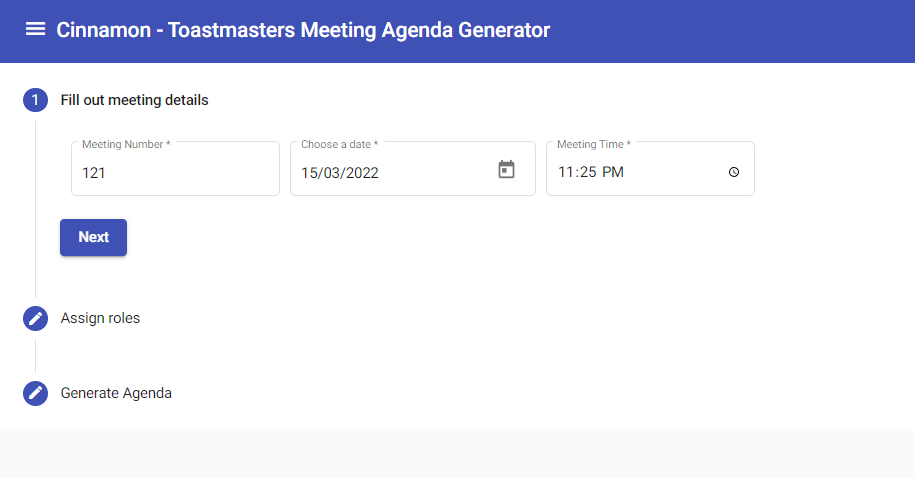 Cinnamon - Toastmasters Meeting Agenda Generator
1 Fill out meeting details
Meeting Number * Choose a date * Meeting Time *
121 15/03/2022 11:25 PM
Next
Assign roles
Generate Agenda